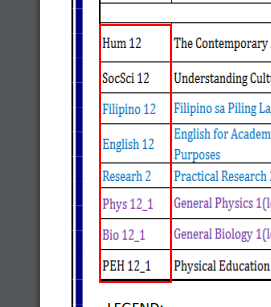 Hum 12 The Contemporary
SocSci 12 Understanding Cult
Filipino 12 Filipino sa Piling La
English 12 English for Academ
Purposes
Researh 2 Practical Research
Phys 12_1 General Physics 1(l
Bio 12_1 General Biology 1(l
PEH 12_1 Physical Education
LEGEND: